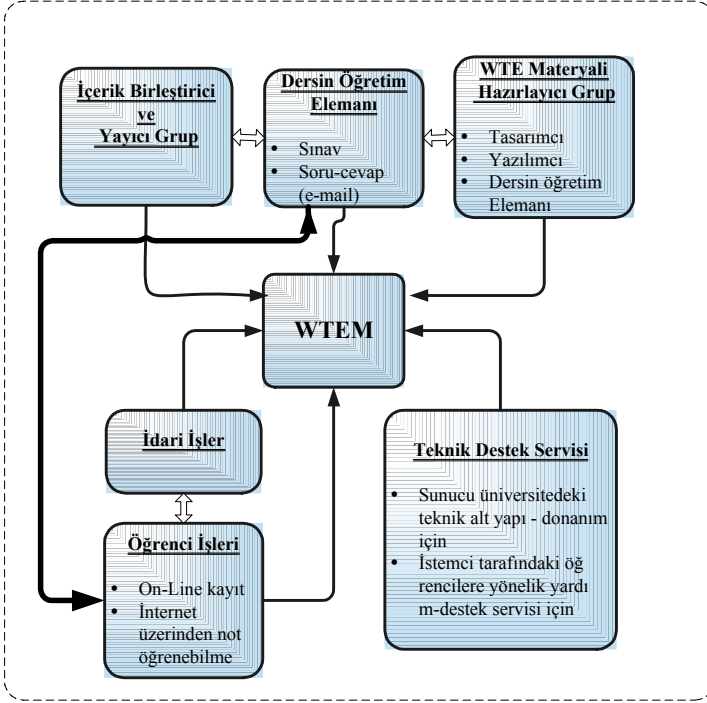 İçerik Birleştirici
ve
Yayıcı Grup
Dersin Öğretim
Elemanı
• Sınav
• Soru-cevap
(e-mail)
WTE Materyali
Hazırlayıcı Grup
• Tasarımcı
• Yazılımcı
• Dersin öğretim
Elemanı
WTEM
İdari İşler
Öğrenci İşleri
• On-Line kayıt
• İnternet
üzerinden not
öğrenebilme
Teknik Destek Servisi
• Sunucu üniversitedeki
teknik alt yapı - donanım
için
• İstemci tarafındaki öğ
rencilere yönelik yardı
m-destek servisi için